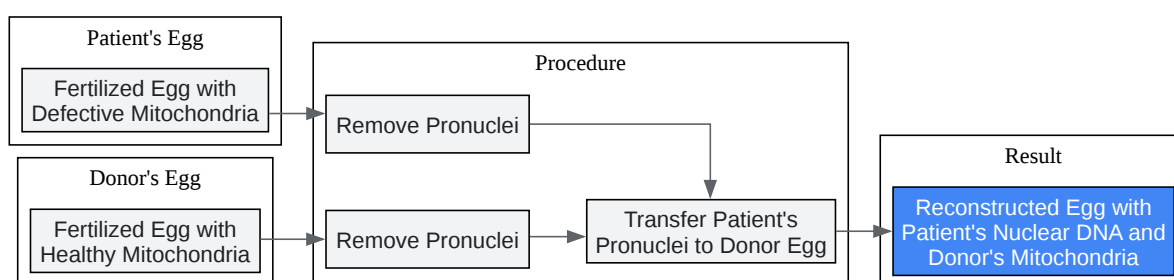 Patient's Egg
Fertilized Egg with
Defective Mitochondria
Donor's Egg
Fertilized Egg with
Healthy Mitochondria
Procedure
Remove Pronuclei
Remove Pronuclei
Transfer Patient's
Pronuclei to Donor Egg
Result
Reconstructed Egg with
Patient's Nuclear DNA and
Donor's Mitochondria